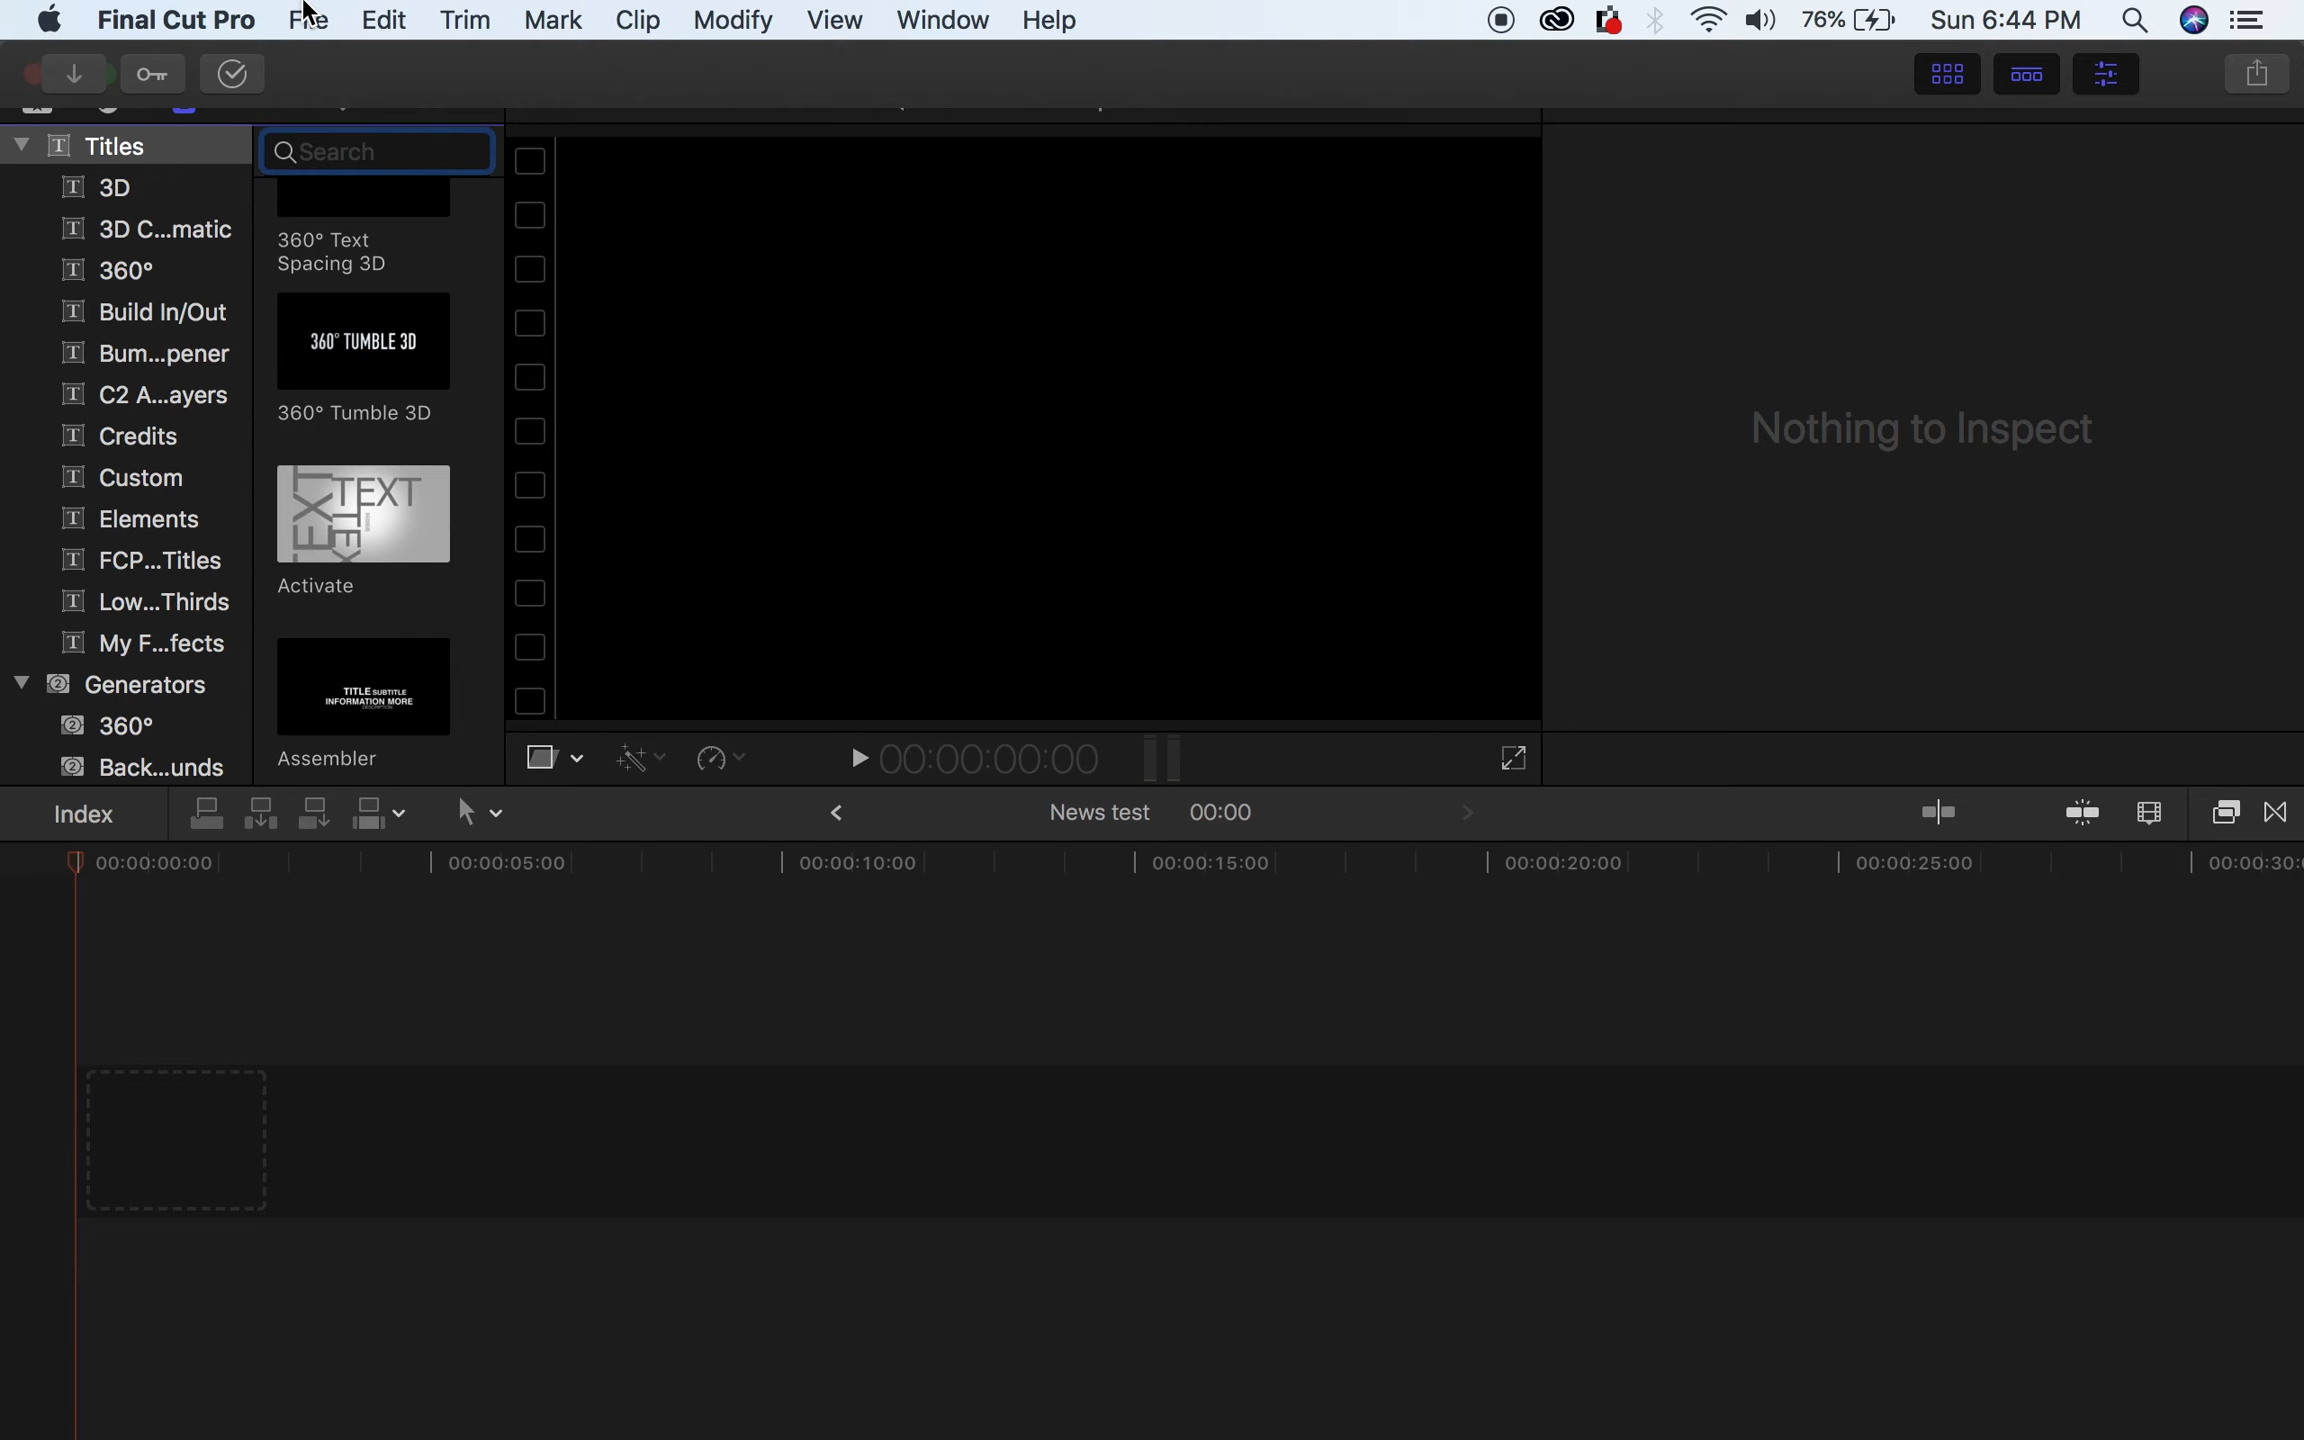 Final Cut Pro File Edit Trim Mark Clip Modify View Window Help 76% Sun 6:44 PM
Titles
3D
3D C...matic
360°
Build In/Out
Bum...pener
C2 A...ayers
Credits
Custom
Elements
FCP...Titles
Low...Thirds
My F...fects
Generators
360°
Back...unds
Search
360° Text
Spacing 3D
360° TUMBLE 3D
360° Tumble 3D
TEXT
TEXT
Activate
TITLE SUBTITLE
INFORMATION MORE
DESCRIPTION
Assembler
Nothing to Inspect
00:00:00:00
Index News test 00:00
00:00:00:00 00:00:05:00 00:00:10:00 00:00:15:00 00:00:20:00 00:00:25:00 00:00:30: